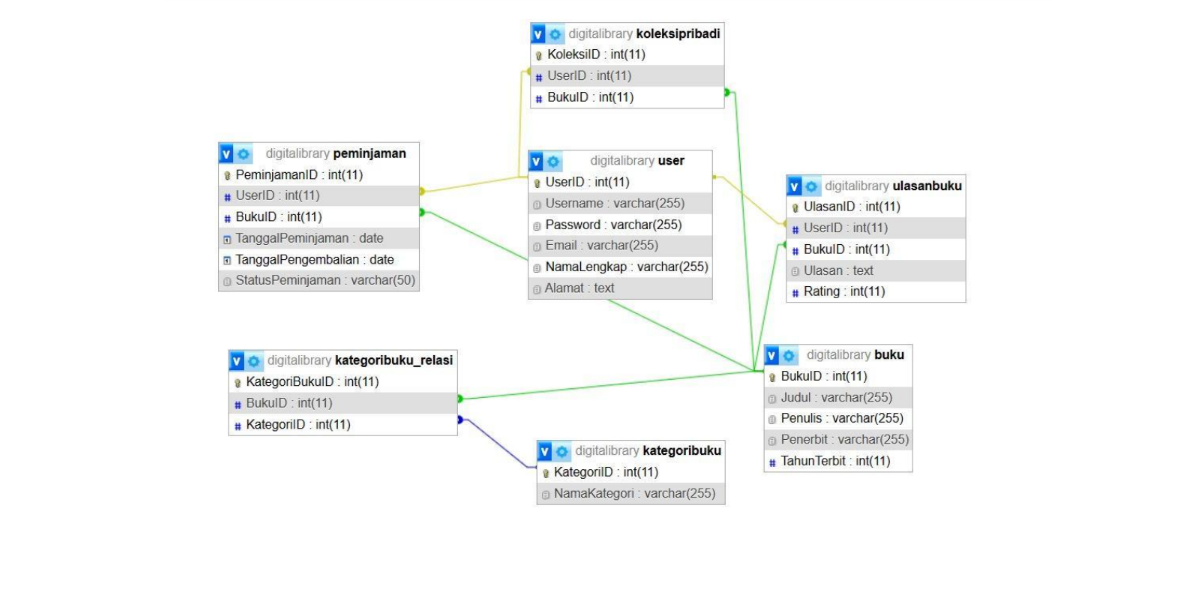 digitalibrary koleksipribadi
KoleksiID : int(11)
UserID : int(11)
BukuID : int(11)
digitalibrary peminjaman
PeminjamanID : int(11)
UserID : int(11)
BukuID : int(11)
TanggalPeminjaman : date
TanggalPengembalian : date
StatusPeminjaman : varchar(50)
digitalibrary user
UserID : int(11)
Username : varchar(255)
Password : varchar(255)
Email : varchar(255)
NamaLengkap : varchar(255)
Alamat : text
digitalibrary ulasanbuku
UlasanID : int(11)
UserID : int(11)
BukuID : int(11)
Ulasan : text
Rating : int(11)
digitalibrary kategoribuku_relasi
KategoriBukuID : int(11)
BukuID : int(11)
KategoriID : int(11)
digitalibrary buku
BukuID : int(11)
Judul : varchar(255)
Penulis : varchar(255)
Penerbit : varchar(255)
TahunTerbit : int(11)
digitalibrary kategoribuku
KategoriID : int(11)
NamaKategori : varchar(255)